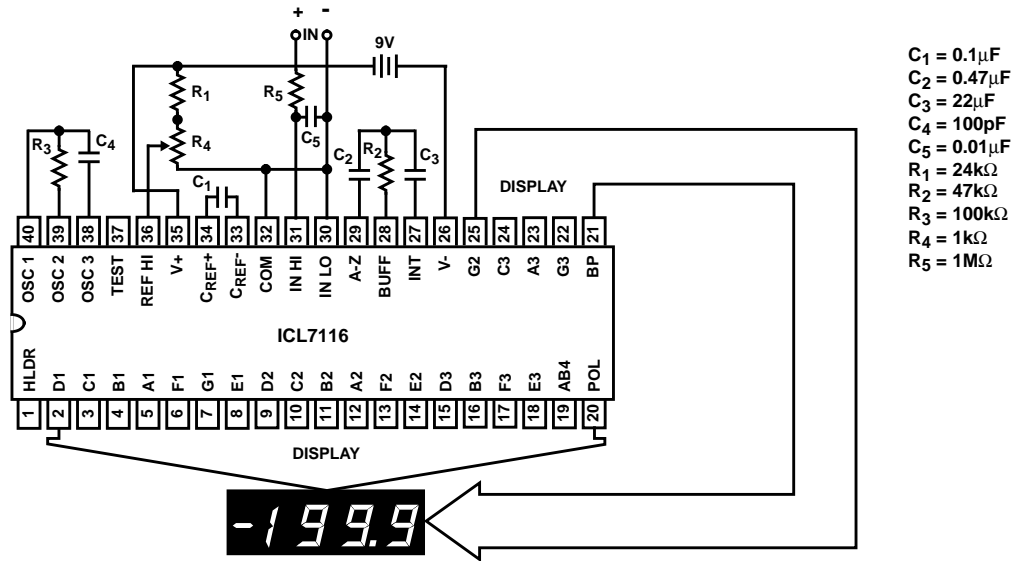 + -
IN
9V
R1
R5
C5
R4
R3
C4
C1
C2
R2
C3
DISPLAY
40 39 38 37 36 35 34 33 32 31 30 29 28 27 26 25 24 23 22 21
OSC 1 OSC 2 OSC 3 TEST REF HI V+ CREF+ CREF- COM IN HI IN LO A-Z BUFF INT V- G2 C3 A3 G3 BP
ICL7116
HLDR D1 C1 B1 A1 F1 G1 E1 D2 C2 B2 A2 F2 E2 D3 B3 F3 E3 AB4 POL
1 2 3 4 5 6 7 8 9 10 11 12 13 14 15 16 17 18 19 20
DISPLAY
-199.9
C1 = 0.1μF
C2 = 0.47μF
C3 = 22μF
C4 = 100pF
C5 = 0.01μF
R1 = 24kΩ
R2 = 47kΩ
R3 = 100kΩ
R4 = 1kΩ
R5 = 1MΩ